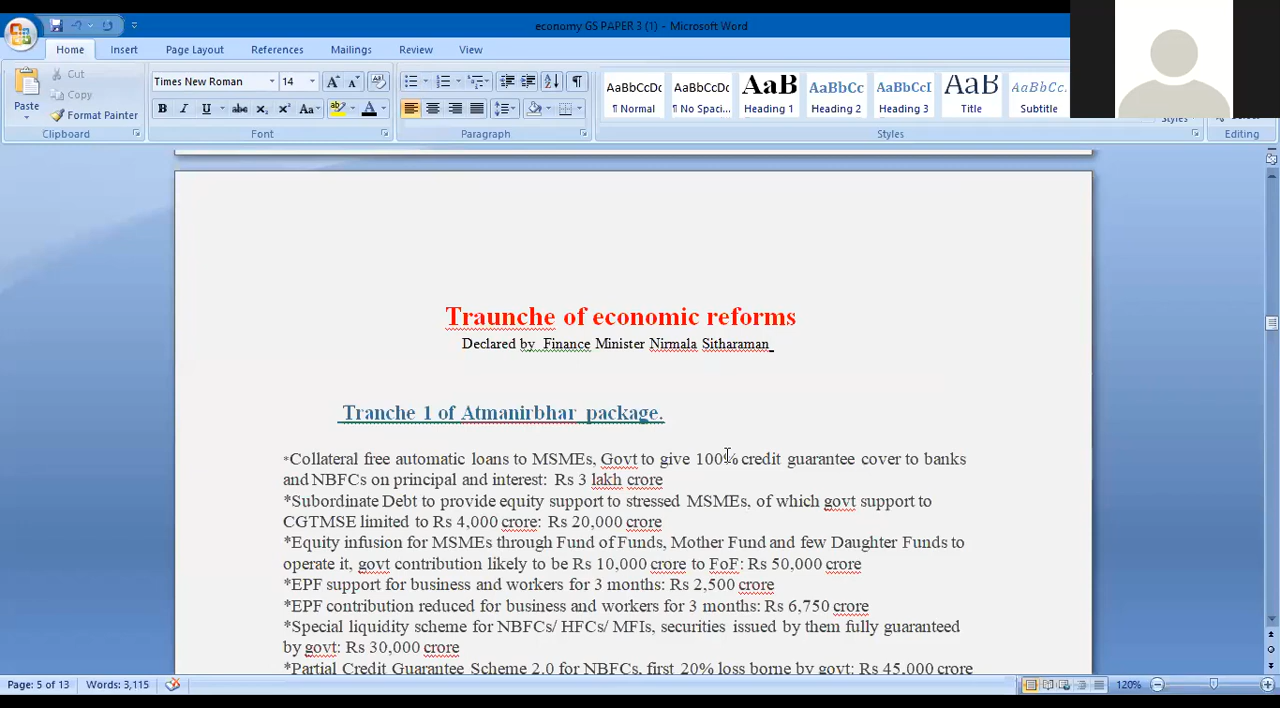 economy GS PAPER 3 (1) - Microsoft Word
Home Insert Page Layout References Mailings Review View
Paste
Cut
Copy
Format Painter
Clipboard
Times New Roman 14
Font
Paragraph
AaBbCcDc AaBbCcDc AaB AaBbCc AaBbCcI AaB AaBbCc.
¶ Normal ¶ No Spaci... Heading 1 Heading 2 Heading 3 Title Subtitle
Styles
Styles
Editing
Traunche of economic reforms
Declared by Finance Minister Nirmala Sitharaman
Tranche 1 of Atmanirbhar package.
*Collateral free automatic loans to MSMEs, Govt to give 100% credit guarantee cover to banks
and NBFCs on principal and interest: Rs 3 lakh crore
*Subordinate Debt to provide equity support to stressed MSMEs, of which govt support to
CGTMSE limited to Rs 4,000 crore: Rs 20,000 crore
*Equity infusion for MSMEs through Fund of Funds, Mother Fund and few Daughter Funds to
operate it, govt contribution likely to be Rs 10,000 crore to FoF: Rs 50,000 crore
*EPF support for business and workers for 3 months: Rs 2,500 crore
*EPF contribution reduced for business and workers for 3 months: Rs 6,750 crore
*Special liquidity scheme for NBFCs/ HFCs/ MFIs, securities issued by them fully guaranteed
by govt: Rs 30,000 crore
*Partial Credit Guarantee Scheme 2.0 for NBFCs, first 20% loss borne by govt: Rs 45,000 crore
Page: 5 of 13 Words: 3,115 120%